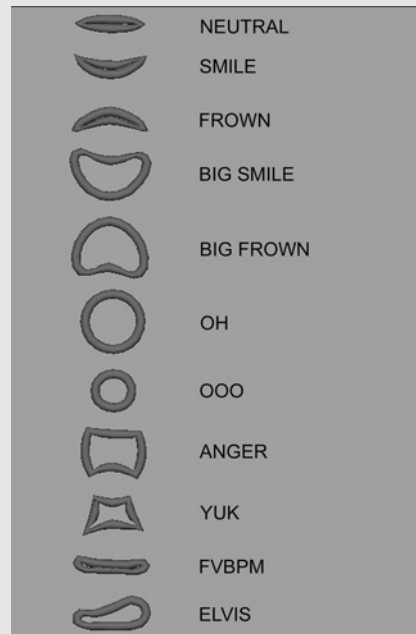 NEUTRAL
SMILE
FROWN
BIG SMILE
BIG FROWN
OH
OOO
ANGER
YUK
FVBPM
ELVIS